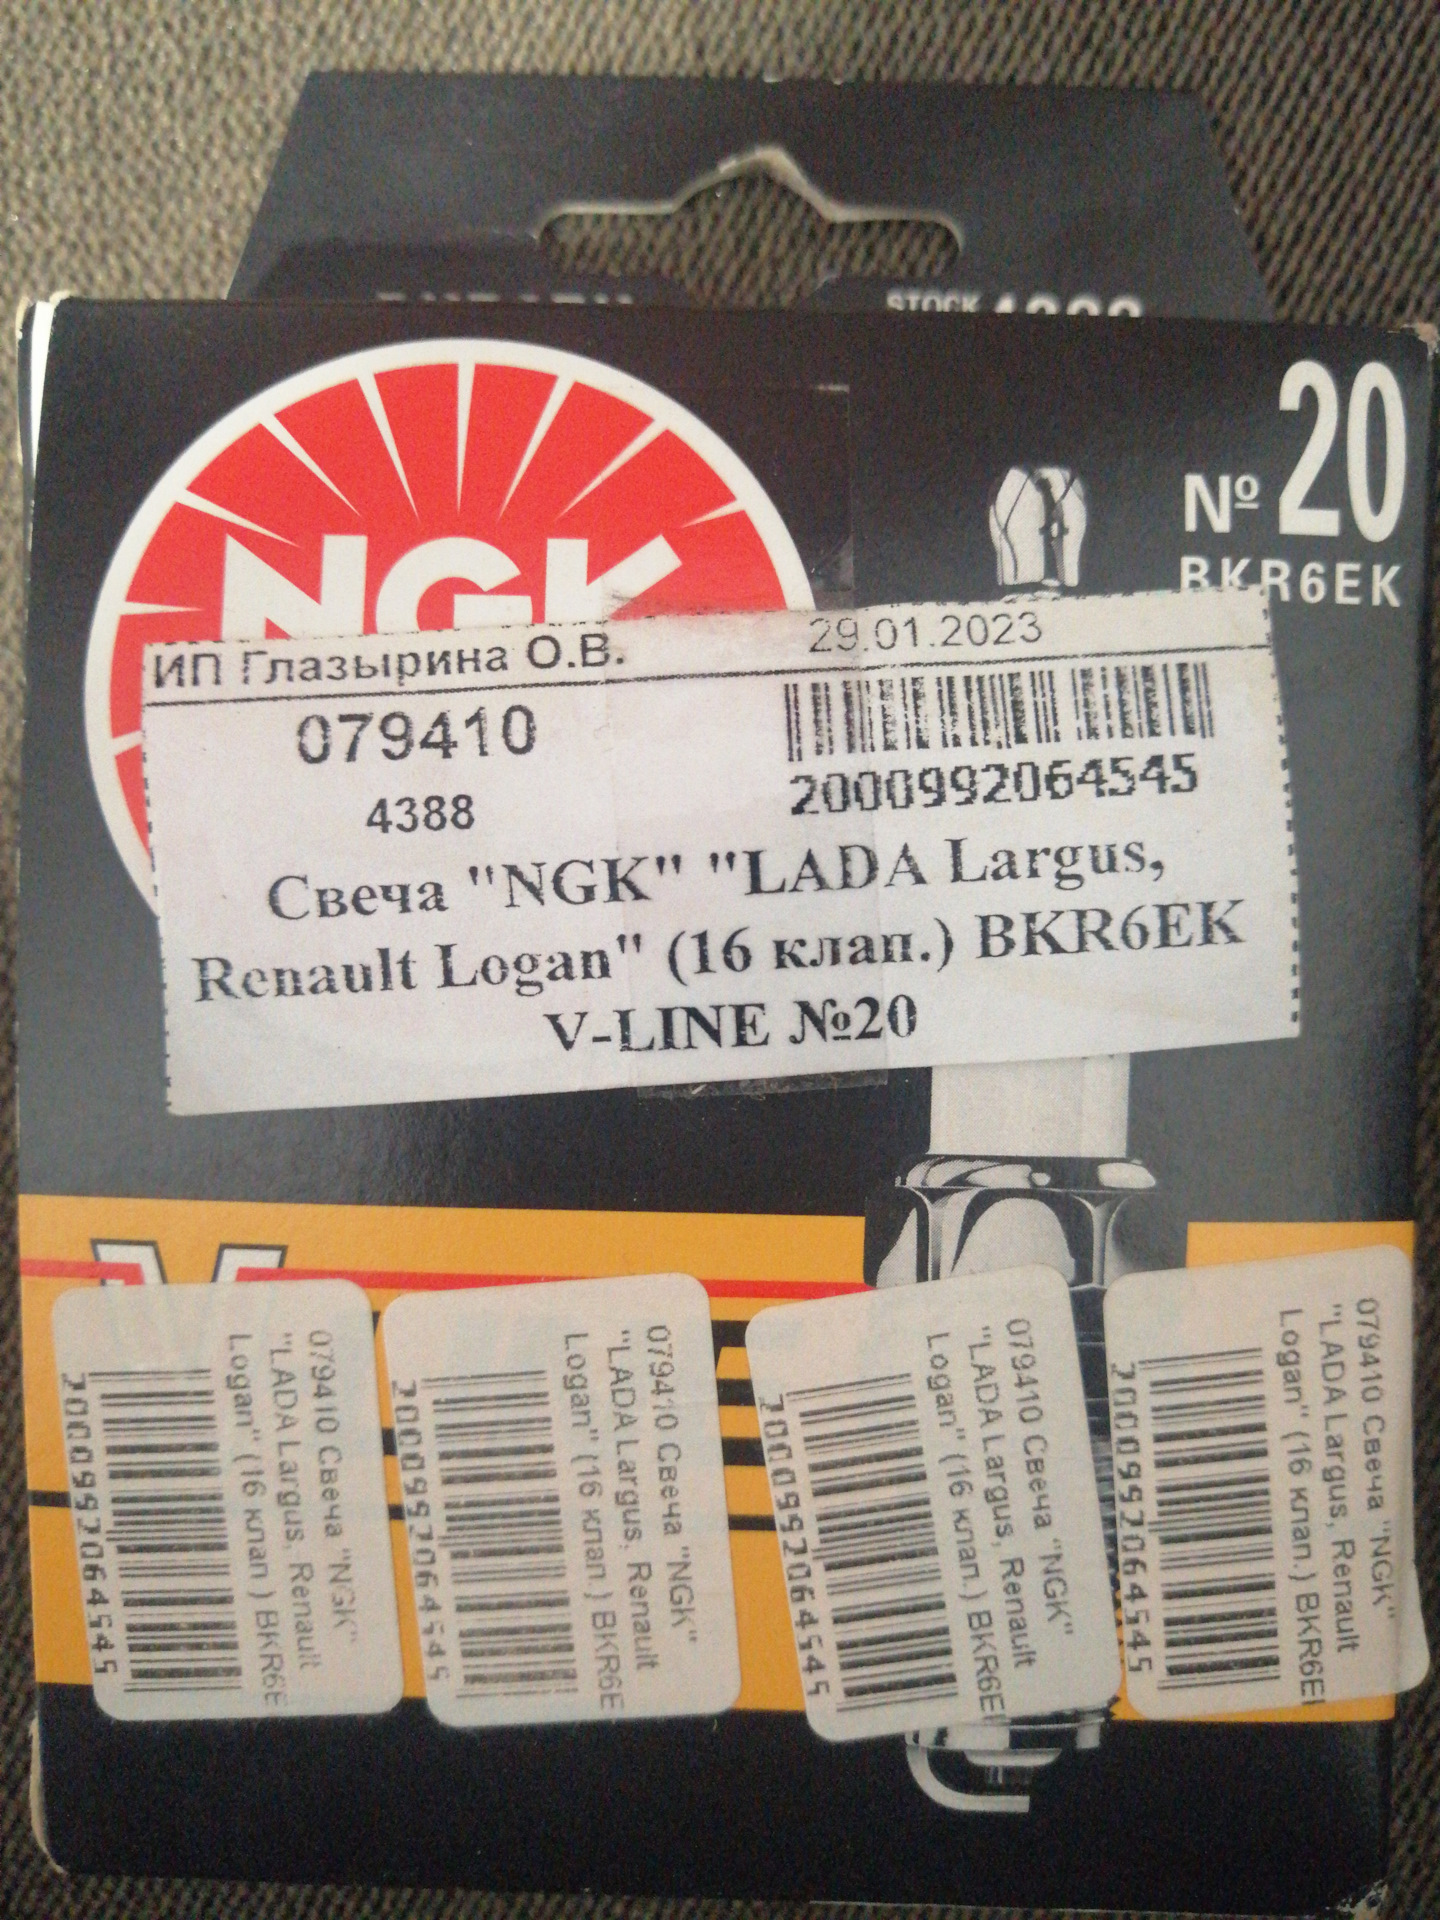 STOCK
№ 20
BKR6EK
NGK
ИП Глазырина О.В. 29.01.2023
079410
4388
2000992064545
Свеча "NGK" "LADA Largus,
Renault Logan" (16 клап.) BKR6EK
V-LINE №20
079410 Свеча "NGK"
"LADA Largus, Renault
Logan" (16 клап.) BKR6E
2000992064545
079410 Свеча "NGK"
"LADA Largus, Renault
Logan" (16 клап.) BKR6E
2000992064545
079410 Свеча "NGK"
"LADA Largus, Renault
Logan" (16 клап.) BKR6E
2000992064545
079410 Свеча "NGK"
"LADA Largus, Renault
Logan" (16 клап.) BKR6E
2000992064545